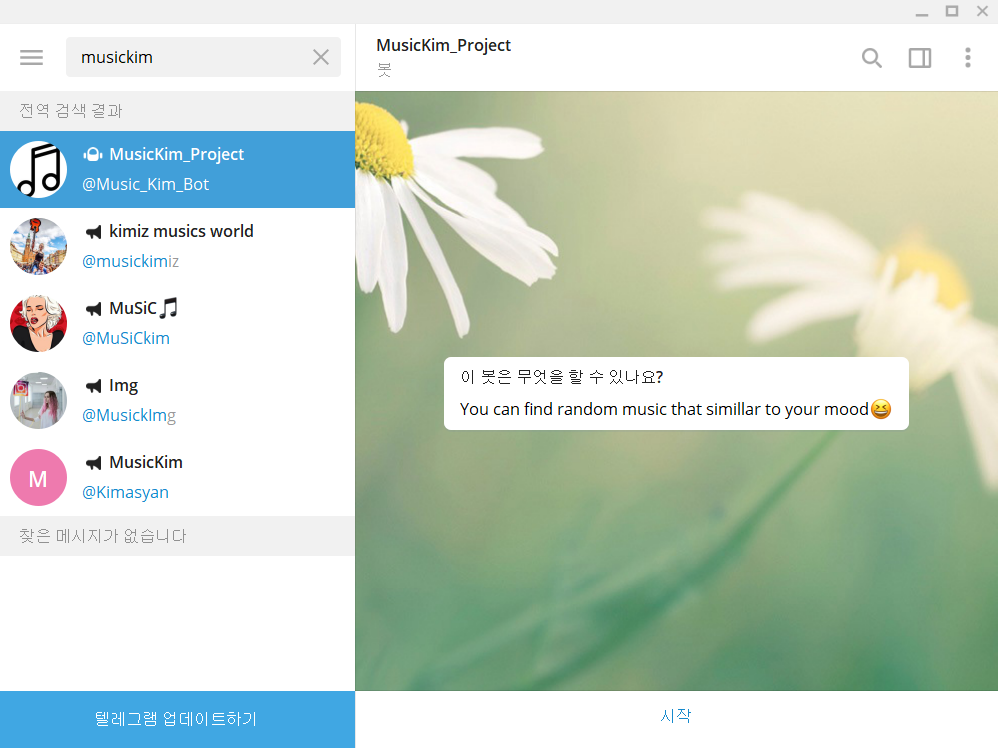 musickim
전역 검색 결과
MusicKim_Project
@Music_Kim_Bot
kimiz musics world
@musickimiz
MuSiC🎵
@MuSiCkim
Img
@MusickImg
M
MusicKim
@Kimasyan
찾은 메시지가 없습니다
텔레그램 업데이트하기
MusicKim_Project
봇
이 봇은 무엇을 할 수 있나요?
You can find random music that simillar to your mood😆
시작